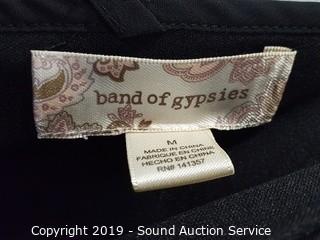 band of gypsies
M
MADE IN CHINA
FABRIQUE EN CHINE
HECHO EN CHINA
RN# 141357
Copyright 2019 - Sound Auction Service